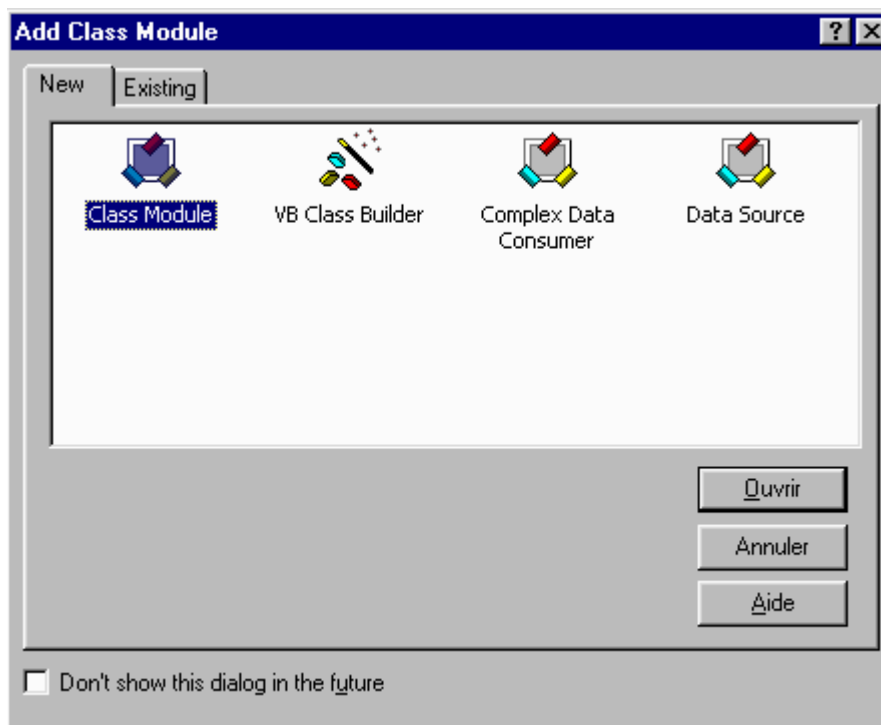 Add Class Module
New Existing
Class Module VB Class Builder Complex Data Consumer Data Source
Ouvrir
Annuler
Aide
Don't show this dialog in the future